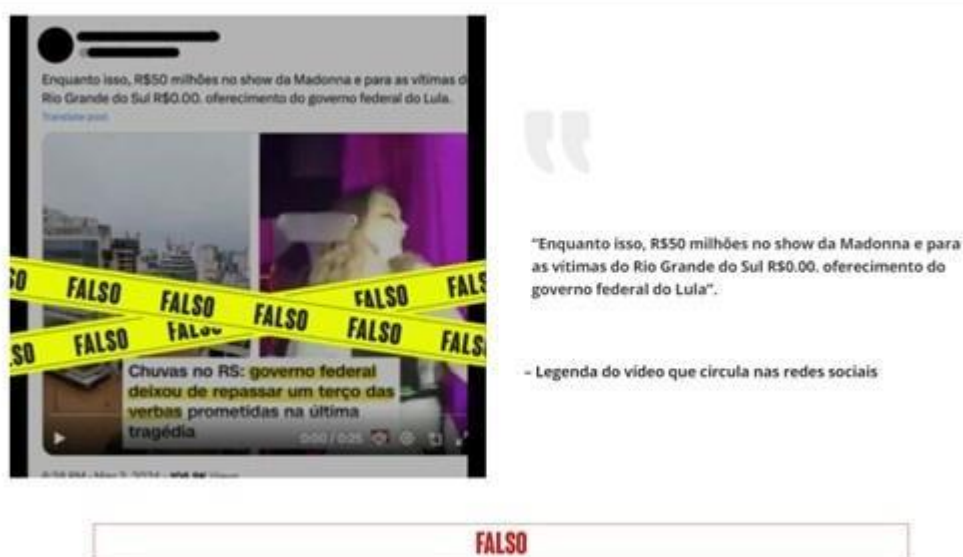 Enquanto isso, R$50 milhões no show da Madonna e para as vítimas d
Rio Grande do Sul R$0.00. oferecimento do governo federal do Lula.
Translate post
FALSO FALSO FALSO FALSO FALSO
FALSO FALSO FALSO
Chuvas no RS: governo federal
deixou de repassar um terço das
verbas prometidas na última
tragédia
0:00 / 0:25
"Enquanto isso, R$50 milhões no show da Madonna e para
as vítimas do Rio Grande do Sul R$0.00. oferecimento do
governo federal do Lula".
– Legenda do vídeo que circula nas redes sociais
FALSO